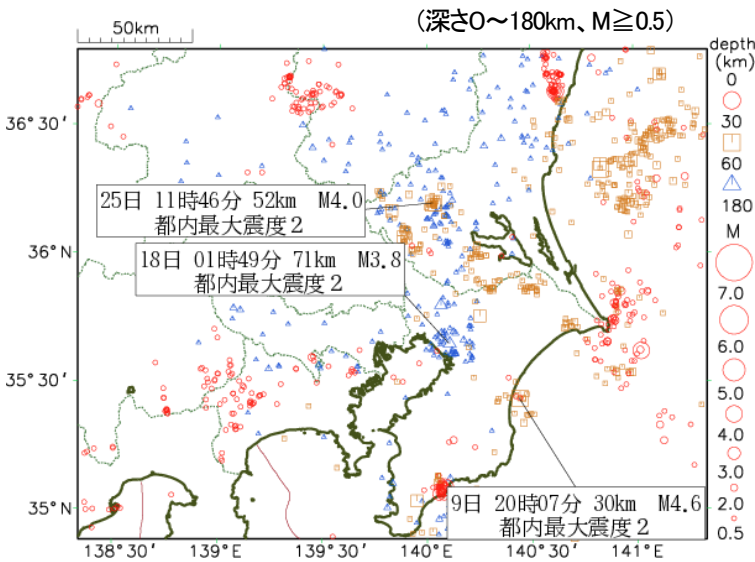 (深さ0～180km、M≧0.5)
50km
depth
(km)
0
30
60
180
M
7.0
6.0
5.0
4.0
3.0
2.0
0.5
36°30′
36°N
35°30′
35°N
25日 11時46分 52km M4.0
都内最大震度2
18日 01時49分 71km M3.8
都内最大震度2
9日 20時07分 30km M4.6
都内最大震度2
138°30′
139°E
139°30′
140°E
140°30′
141°E